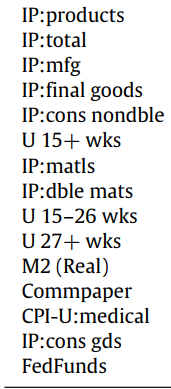 IP:products
IP:total
IP:mfg
IP:final goods
IP:cons nondble
U 15+ wks
IP:matls
IP:dble mats
U 15–26 wks
U 27+ wks
M2 (Real)
Commpaper
CPI-U:medical
IP:cons gds
FedFunds